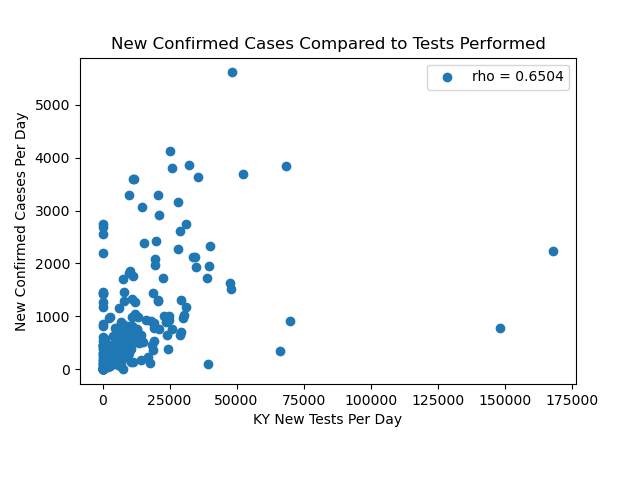 New Confirmed Cases Compared to Tests Performed
rho = 0.6504
New Confirmed Caeses Per Day
5000
4000
3000
2000
1000
0
0 25000 50000 75000 100000 125000 150000 175000
KY New Tests Per Day